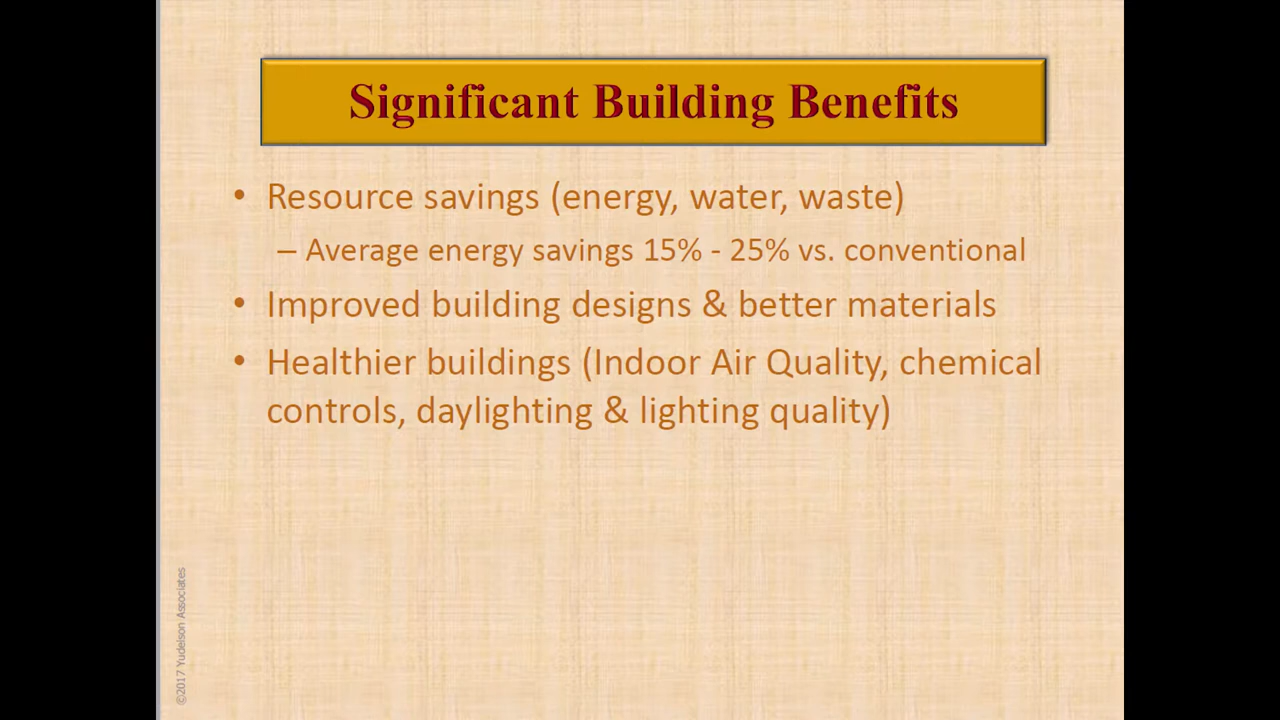 Significant Building Benefits
• Resource savings (energy, water, waste)
– Average energy savings 15% - 25% vs. conventional
• Improved building designs & better materials
• Healthier buildings (Indoor Air Quality, chemical
controls, daylighting & lighting quality)
©2017 Yudelson Associates